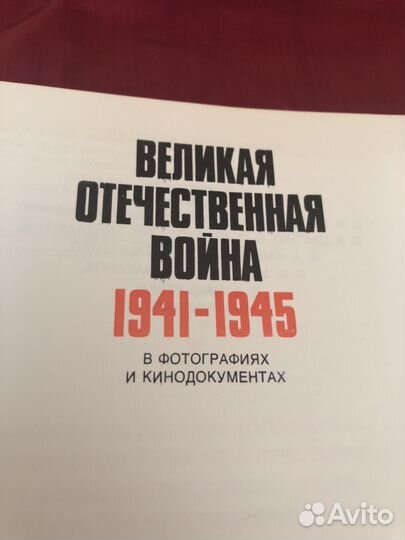 ВЕЛИКАЯ
ОТЕЧЕСТВЕННАЯ
ВОЙНА
1941-1945
В ФОТОГРАФИЯХ
И КИНОДОКУМЕНТАХ
Avito